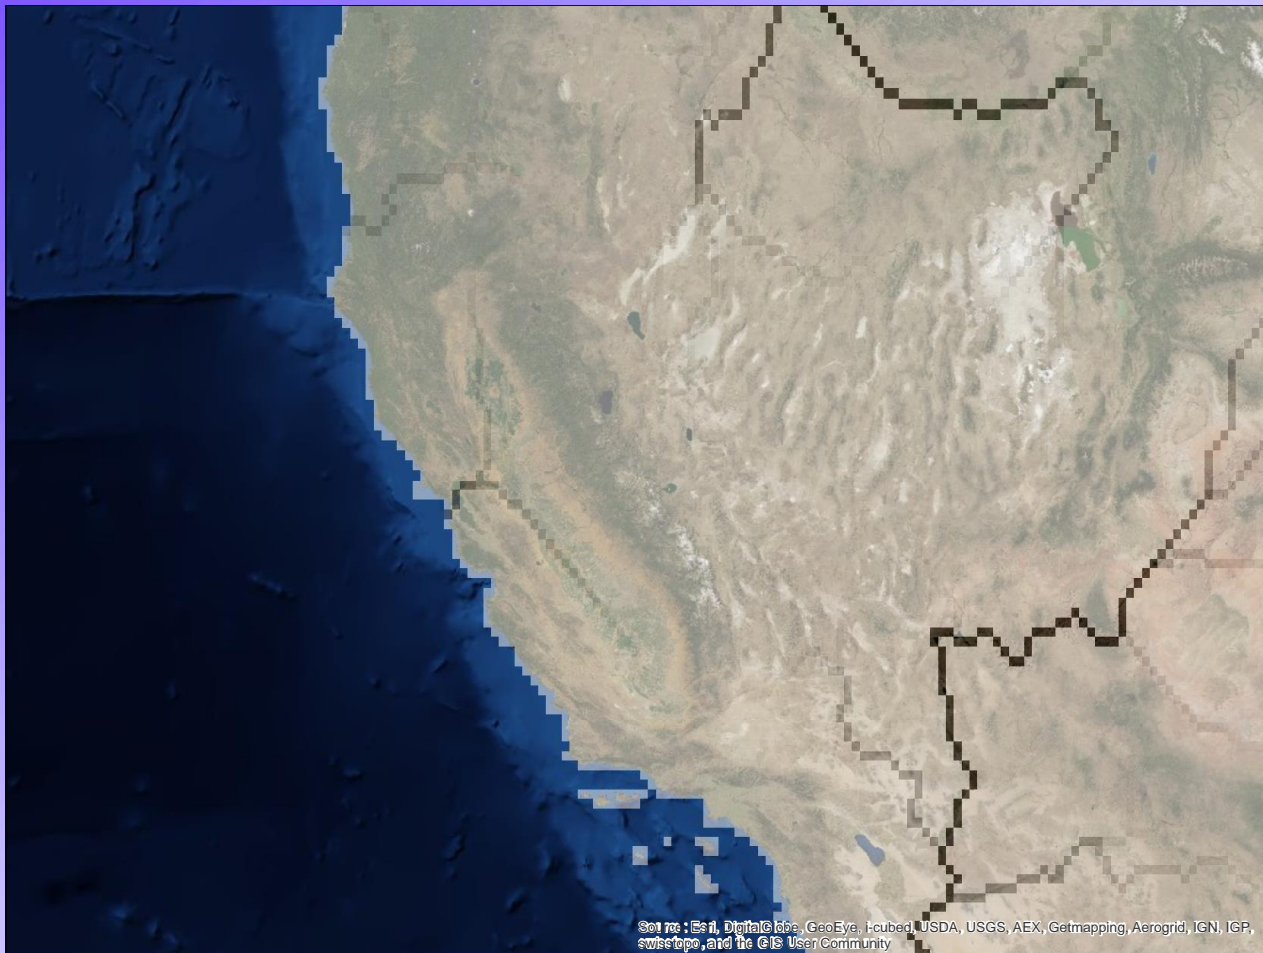 Source: Esri, DigitalGlobe, GeoEye, i-cubed, USDA, USGS, AEX, Getmapping, Aerogrid, IGN, IGP,
swisstopo, and the GIS User Community